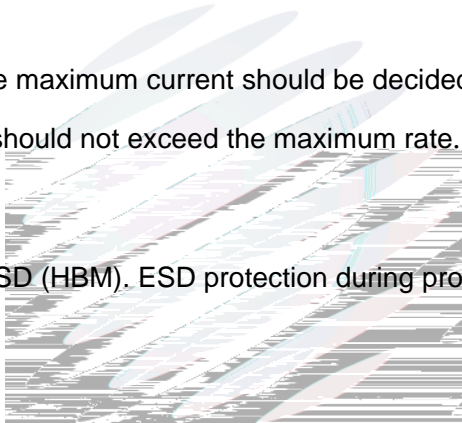 e maximum current should be decided
should not exceed the maximum rate.
SD (HBM). ESD protection during pro